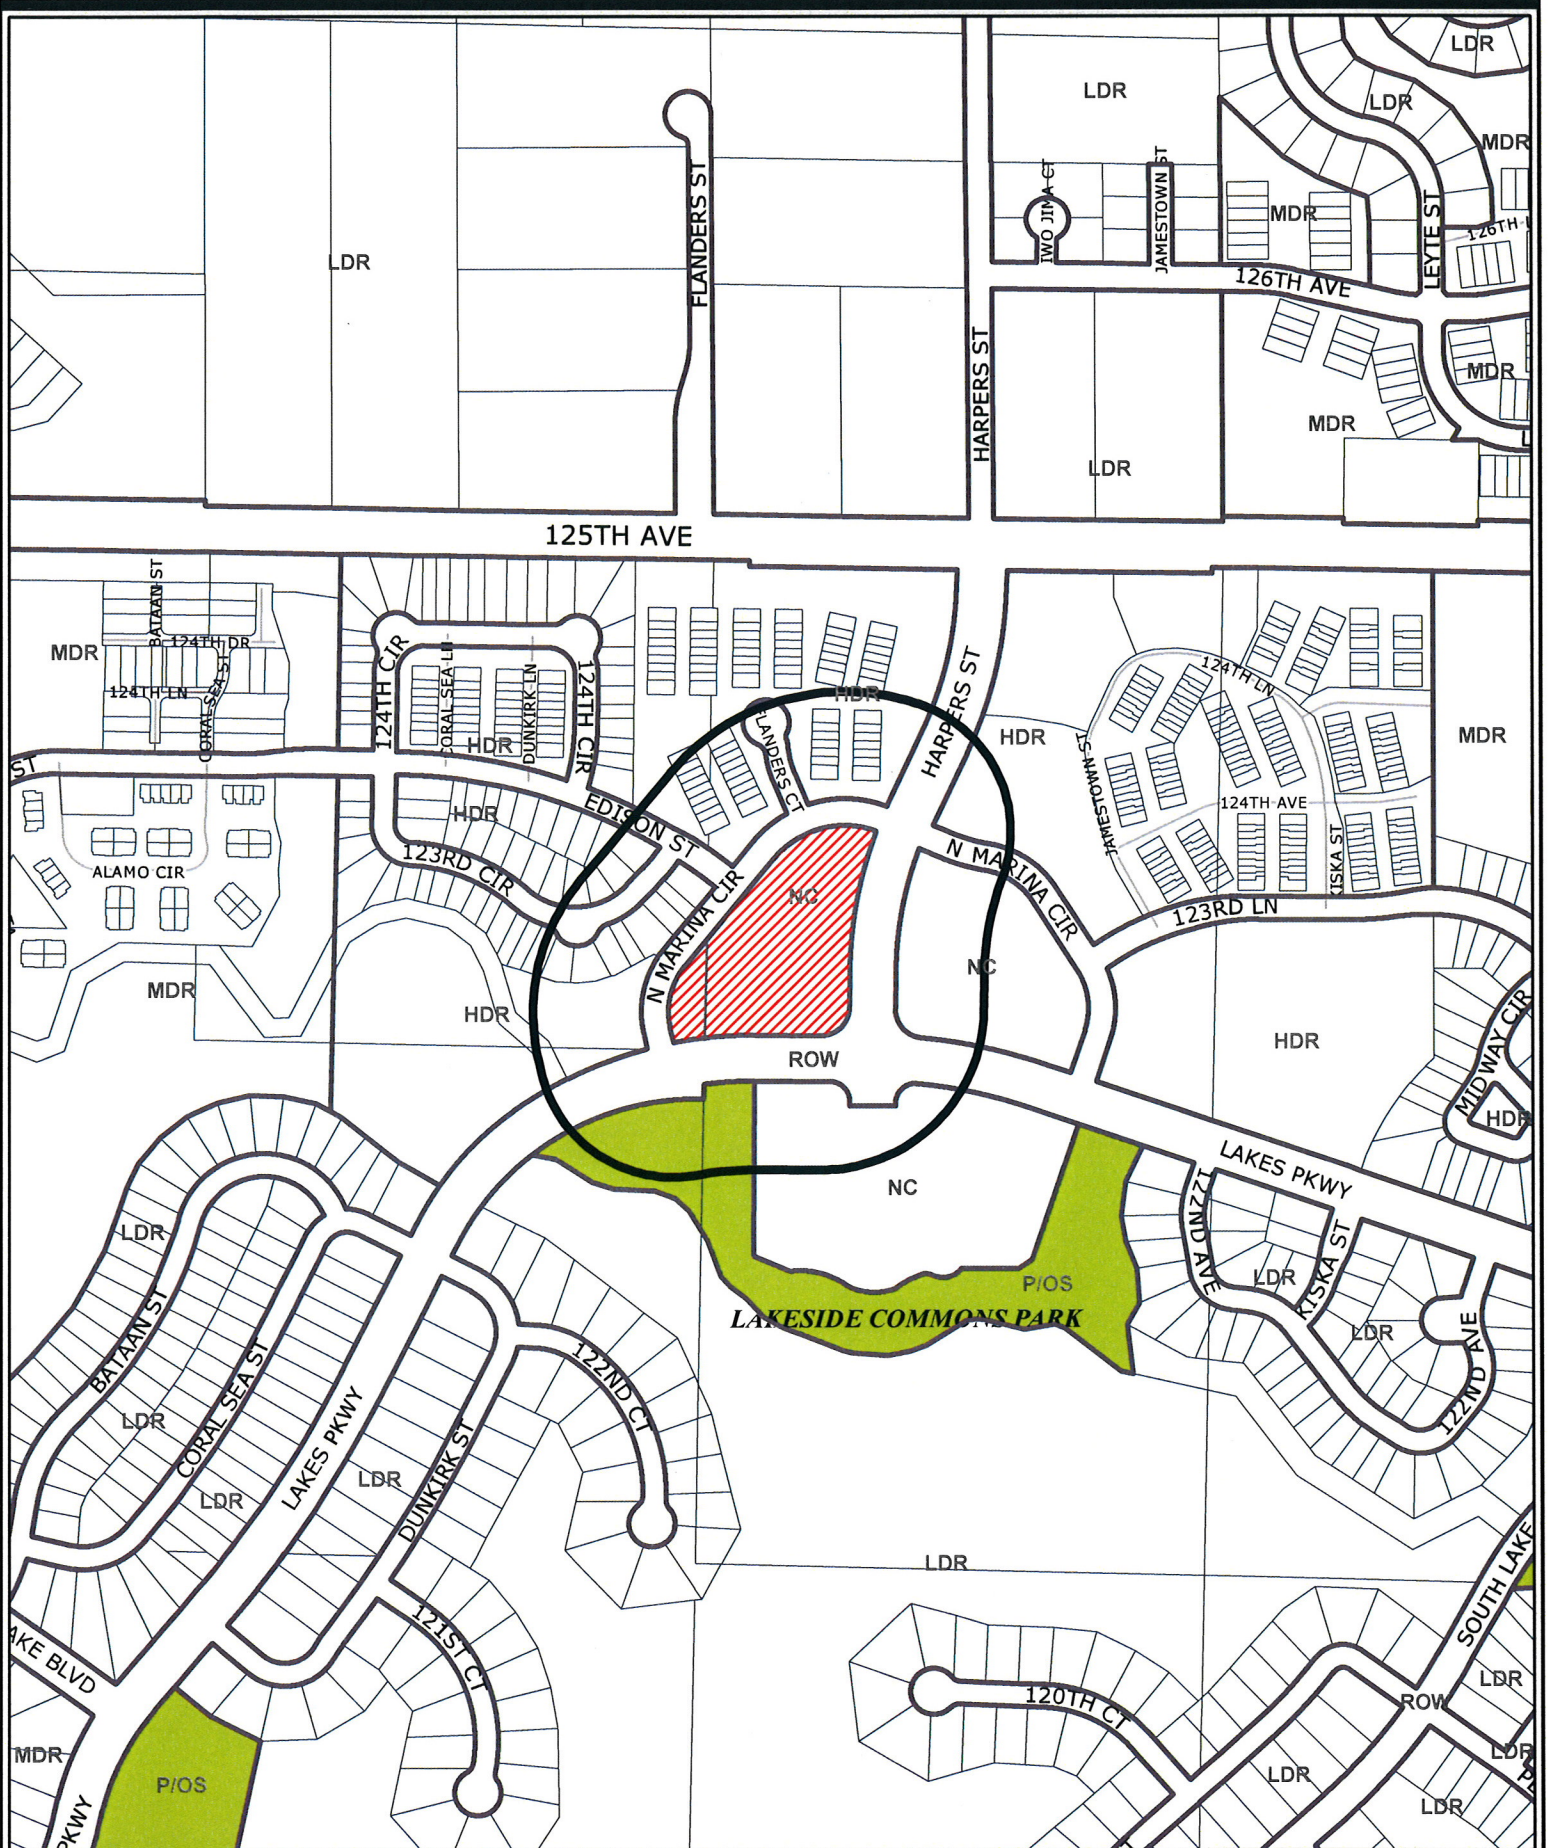 LDR
LDR
LDR
MDR
FLANDERS ST
IWO JIMA CT
JAMESTOWN ST
MDR
LEYTE ST
126TH
LDR
126TH AVE
HARPERS ST
MDR
MDR
LDR
125TH AVE
BATAAN ST
124TH DR
MDR
124TH LN
CORAL SEA ST
124TH CIR
CORAL SEA LN
DUNKIRK LN
124TH CIR
HDR
HDR
HARPERS ST
HDR
124TH LN
MDR
ST
FLANDERS CT
JAMESTOWN ST
HDR
EDISON ST
124TH AVE
KISKA ST
123RD CIR
ALAMO CIR
N MARINA CIR
NC
N MARINA CIR
123RD LN
NC
MDR
HDR
HDR
MIDWAY CIR
ROW
HDR
LAKES PKWY
NC
122ND AVE
LDR
P/OS
LDR
KISKA ST
LAKESIDE COMMONS PARK
BATAAN ST
LDR
122ND AVE
CORAL SEA ST
122ND CT
LDR
LAKES PKWY
LDR
DUNKIRK ST
LDR
LDR
SOUTH LAKE
121ST CT
AKE BLVD
LDR
120TH CT
ROW
MDR
LDR
P/OS
LDR
LDR
PKWY